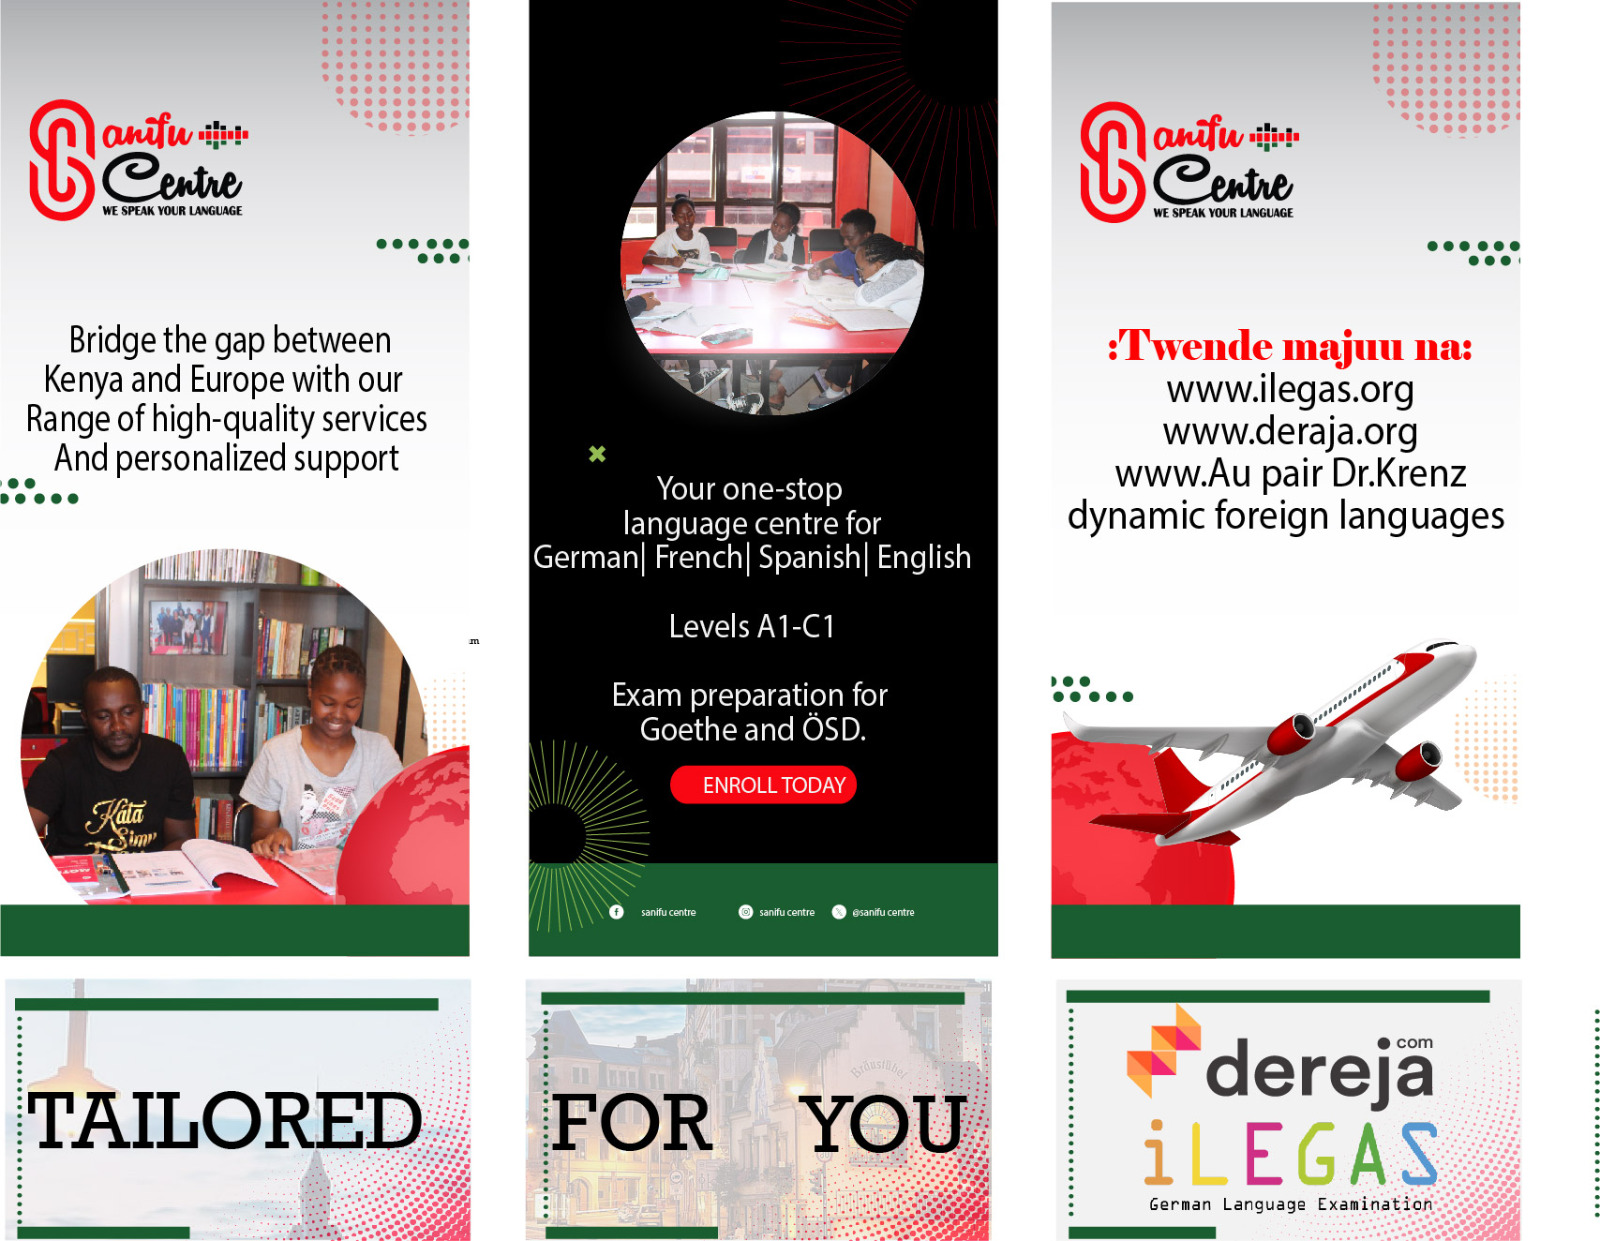 Sanifu
Centre
WE SPEAK YOUR LANGUAGE
Bridge the gap between
Kenya and Europe with our
Range of high-quality services
And personalized support
Kata
Simu
Your one-stop
language centre for
German| French| Spanish| English
Levels A1-C1
Exam preparation for
Goethe and ÖSD.
ENROLL TODAY
sanifu centre
sanifu centre
@sanifu centre
Sanifu
Centre
WE SPEAK YOUR LANGUAGE
:Twende majuu na:
www.ilegas.org
www.deraja.org
www.Au pair Dr.Krenz
dynamic foreign languages
TAILORED
FOR YOU
Bräustübel
dereja
com
iLEGAS
German Language Examination